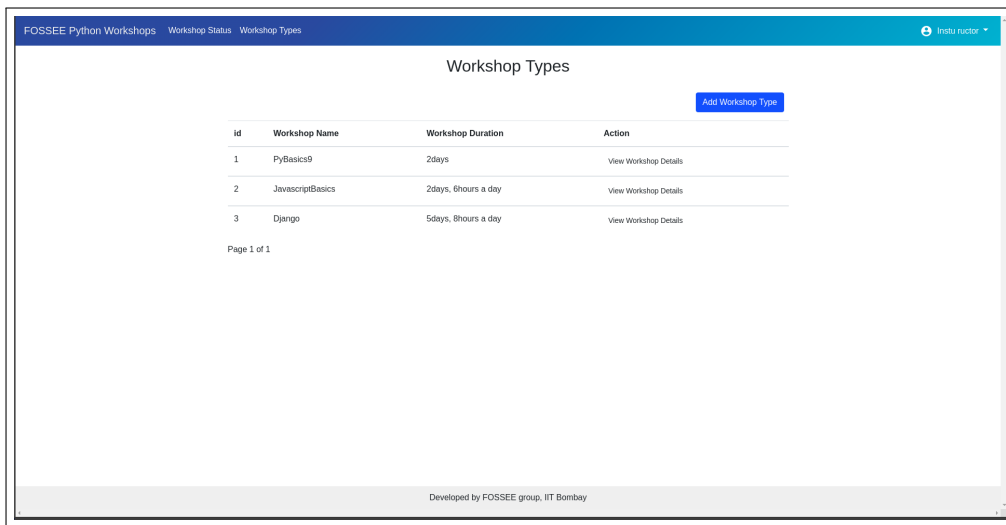 FOSSEE Python Workshops Workshop Status Workshop Types Instu ructor
Workshop Types
Add Workshop Type
id Workshop Name Workshop Duration Action
1 PyBasics9 2days View Workshop Details
2 JavascriptBasics 2days, 6hours a day View Workshop Details
3 Django 5days, 8hours a day View Workshop Details
Page 1 of 1
Developed by FOSSEE group, IIT Bombay